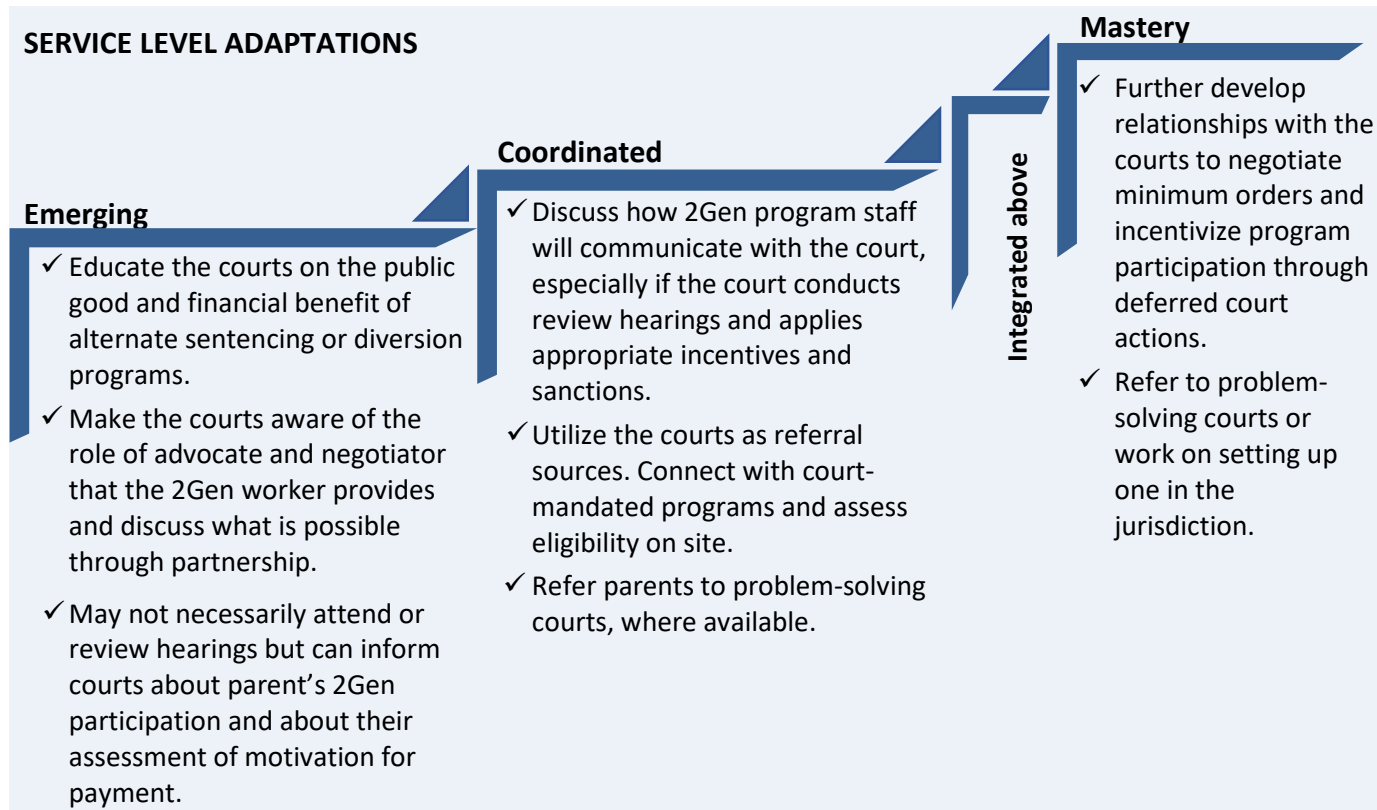 SERVICE LEVEL ADAPTATIONS
Emerging
✓ Educate the courts on the public
good and financial benefit of
alternate sentencing or diversion
programs.
✓ Make the courts aware of the
role of advocate and negotiator
that the 2Gen worker provides
and discuss what is possible
through partnership.
✓ May not necessarily attend or
review hearings but can inform
courts about parent's 2Gen
participation and about their
assessment of motivation for
payment.
Coordinated
✓ Discuss how 2Gen program staff
will communicate with the court,
especially if the court conducts
review hearings and applies
appropriate incentives and
sanctions.
✓ Utilize the courts as referral
sources. Connect with court-
mandated programs and assess
eligibility on site.
✓ Refer parents to problem-solving
courts, where available.
Integrated above
Mastery
✓ Further develop
relationships with the
courts to negotiate
minimum orders and
incentivize program
participation through
deferred court
actions.
✓ Refer to problem-
solving courts or
work on setting up
one in the
jurisdiction.